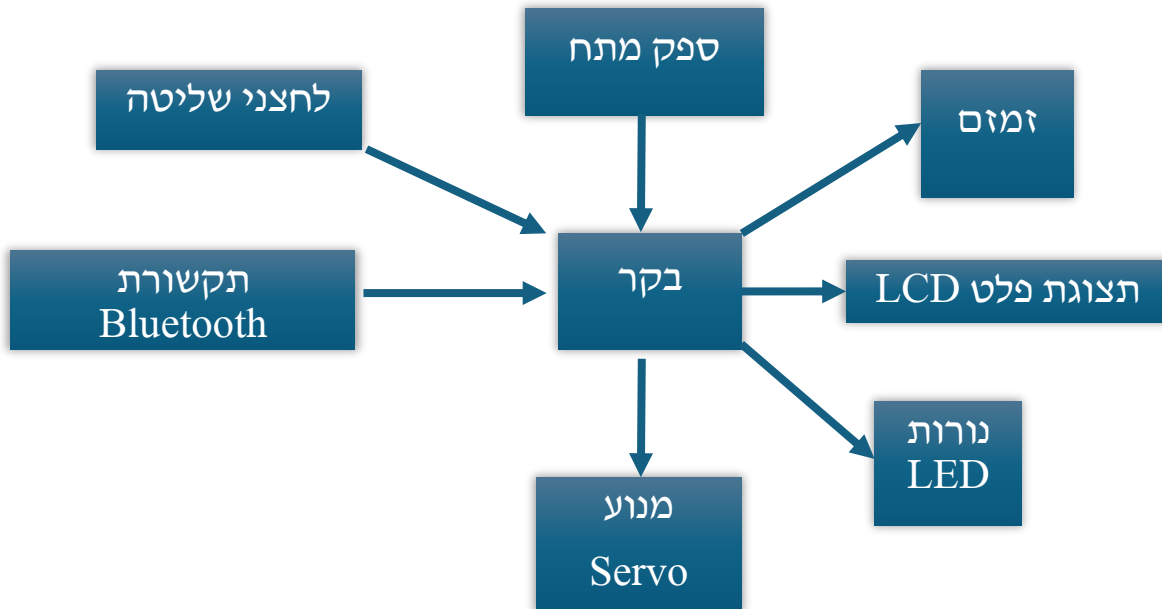 ספק מתח
לחצני שליטה
זמזם
תקשורת
Bluetooth
בקר
תצוגת פלט LCD
נורות
LED
מנוע
Servo